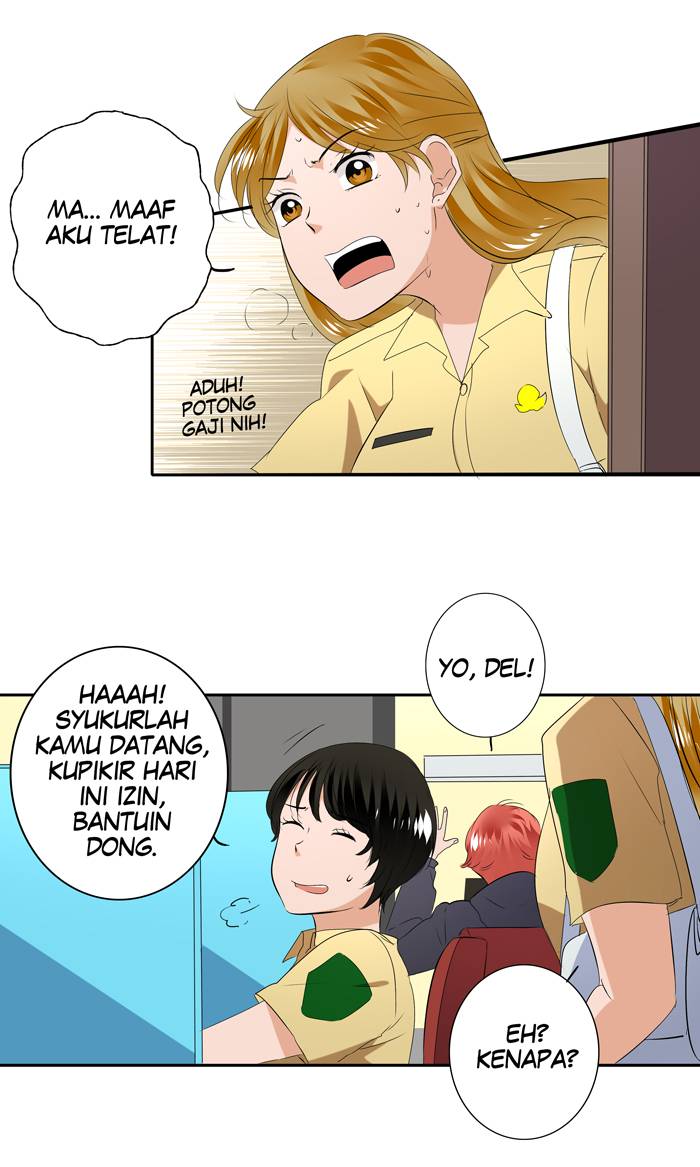 MA... MAAF
AKU TELAT!
ADUH!
POTONG
GAJI NIH!
YO, DEL!
HAAAH!
SYUKURLAH
KAMU DATANG,
KUPIKIR HARI
INI IZIN,
BANTUIN
DONG.
EH?
KENAPA?